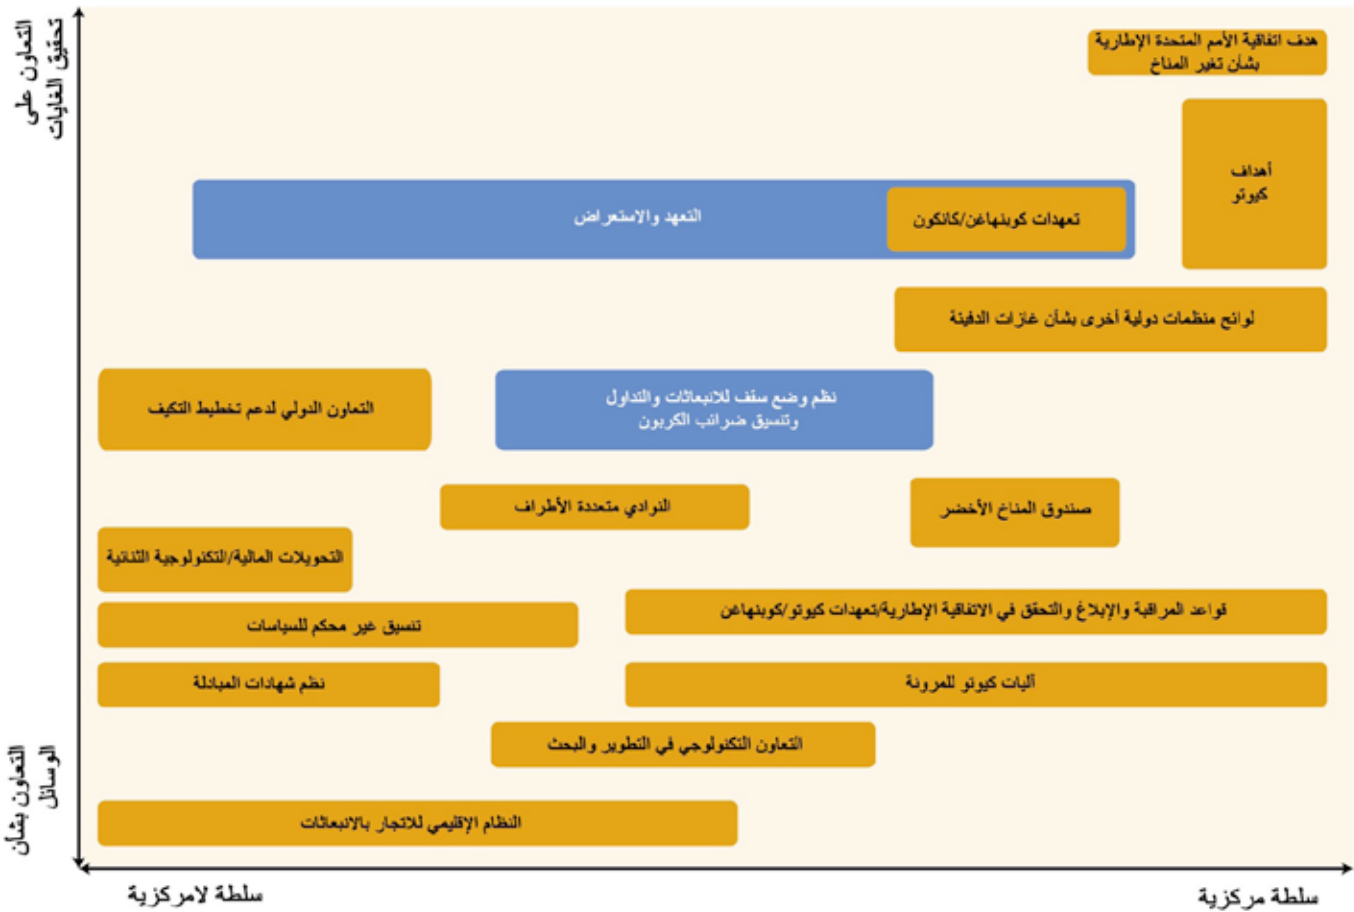 التعاون على
تحقيق الغايات
هدف اتفاقية الأمم المتحدة الإطارية
بشأن تغير المناخ
أهداف
كيوتو
تعهدات كوبنهاغن/كانكون
التعهد والاستعراض
لوائح منظمات دولية أخرى بشأن غازات الدفيئة
نظم وضع سقف للانبعاثات والتداول
وتنسيق ضرائب الكربون
التعاون الدولي لدعم تخطيط التكيف
صندوق المناخ الأخضر
النوادي متعددة الأطراف
التحويلات المالية/التكنولوجية الثنائية
قواعد المراقبة والإبلاغ والتحقق في الاتفاقية الإطارية/تعهدات كيوتو/كوبنهاغن
تنسيق غير محكم للسياسات
آليات كيوتو للمرونة
نظم شهادات المبادلة
التعاون التكنولوجي في التطوير والبحث
النظام الإقليمي للاتجار بالانبعاثات
التعاون بشأن
الوسائل
سلطة مركزية
سلطة لامركزية